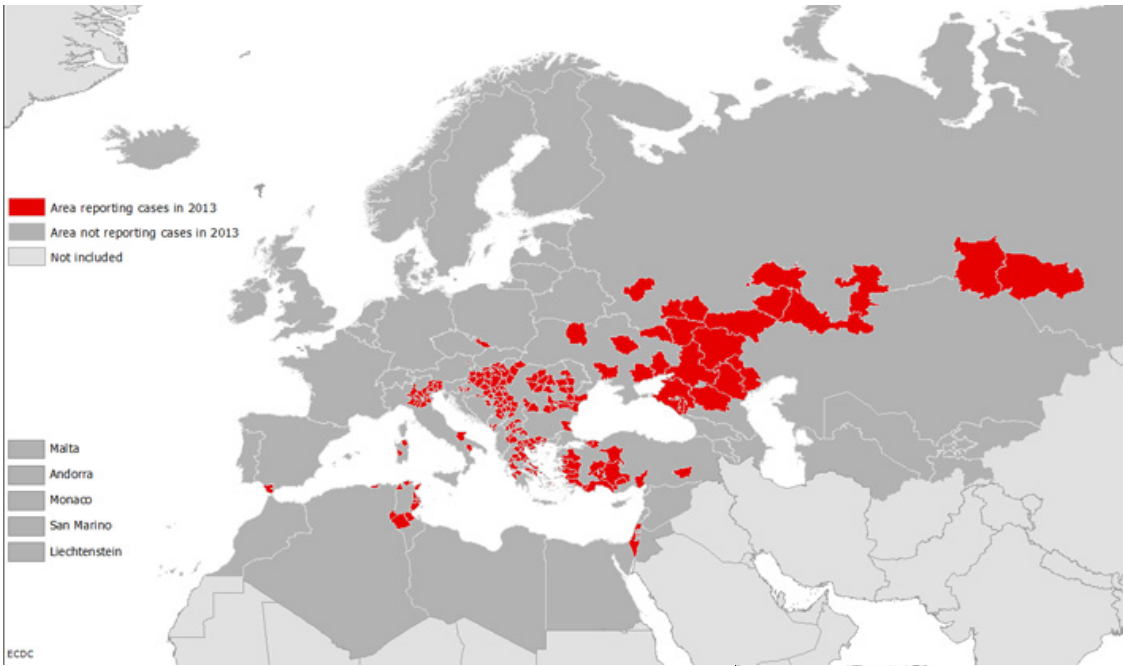 Area reporting cases in 2013
Area not reporting cases in 2013
Not included
Malta
Andorra
Monaco
San Marino
Liechtenstein
ECDC